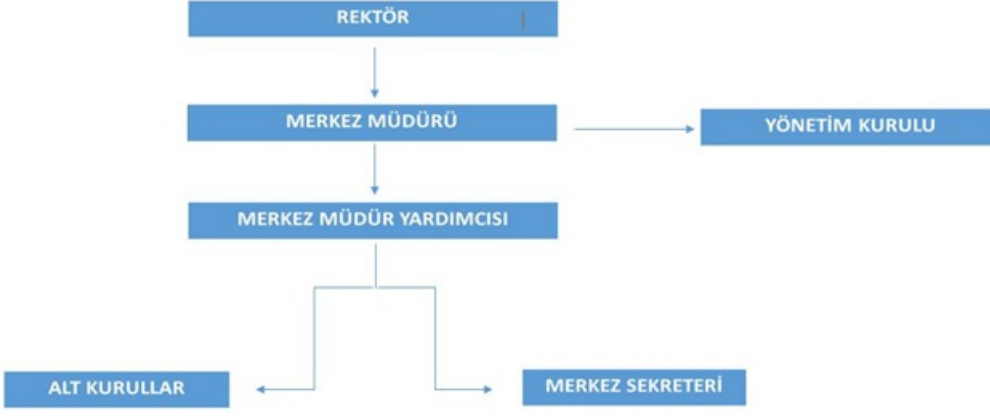 REKTÖR
MERKEZ MÜDÜRÜ
YÖNETİM KURULU
MERKEZ MÜDÜR YARDIMCISI
ALT KURULLAR
MERKEZ SEKRETERİ